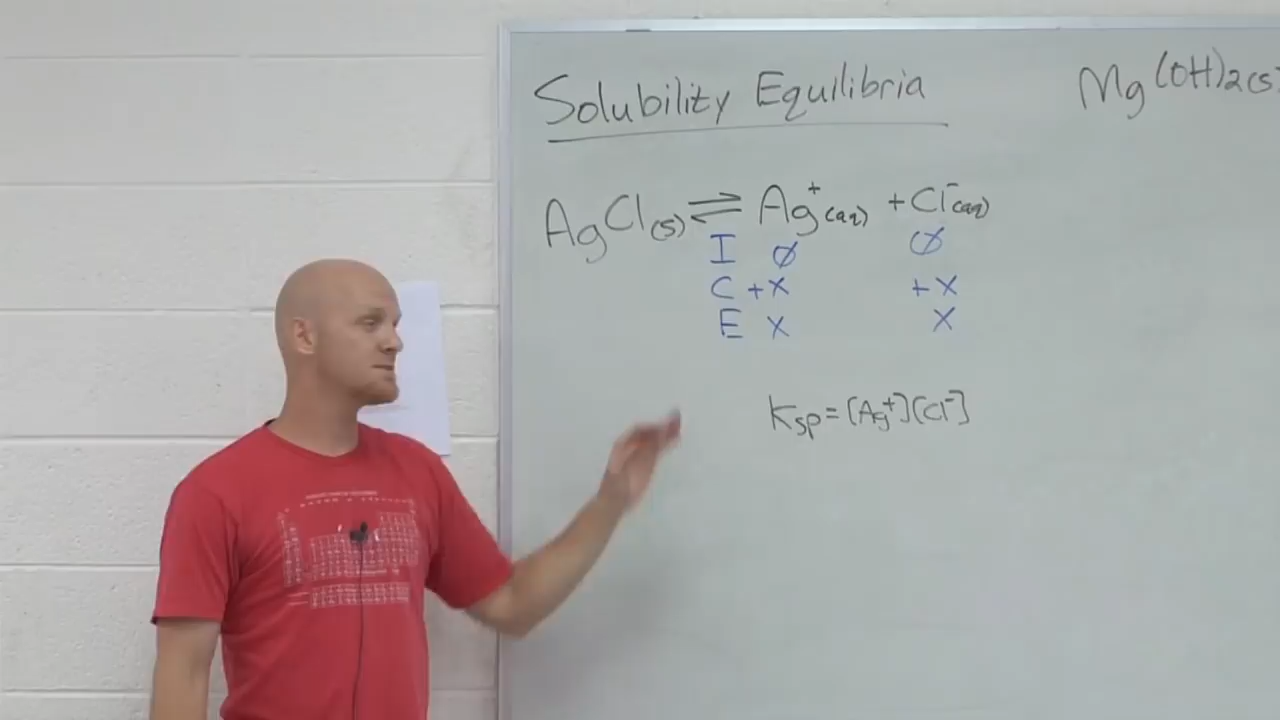 Solubility Equilibria
Mg(OH)₂(s)
AgCl(s) ⇌ Ag⁺(aq) + Cl⁻(aq)
I ∅ ∅
C +x +x
E x x
Ksp = [Ag⁺][Cl⁻]